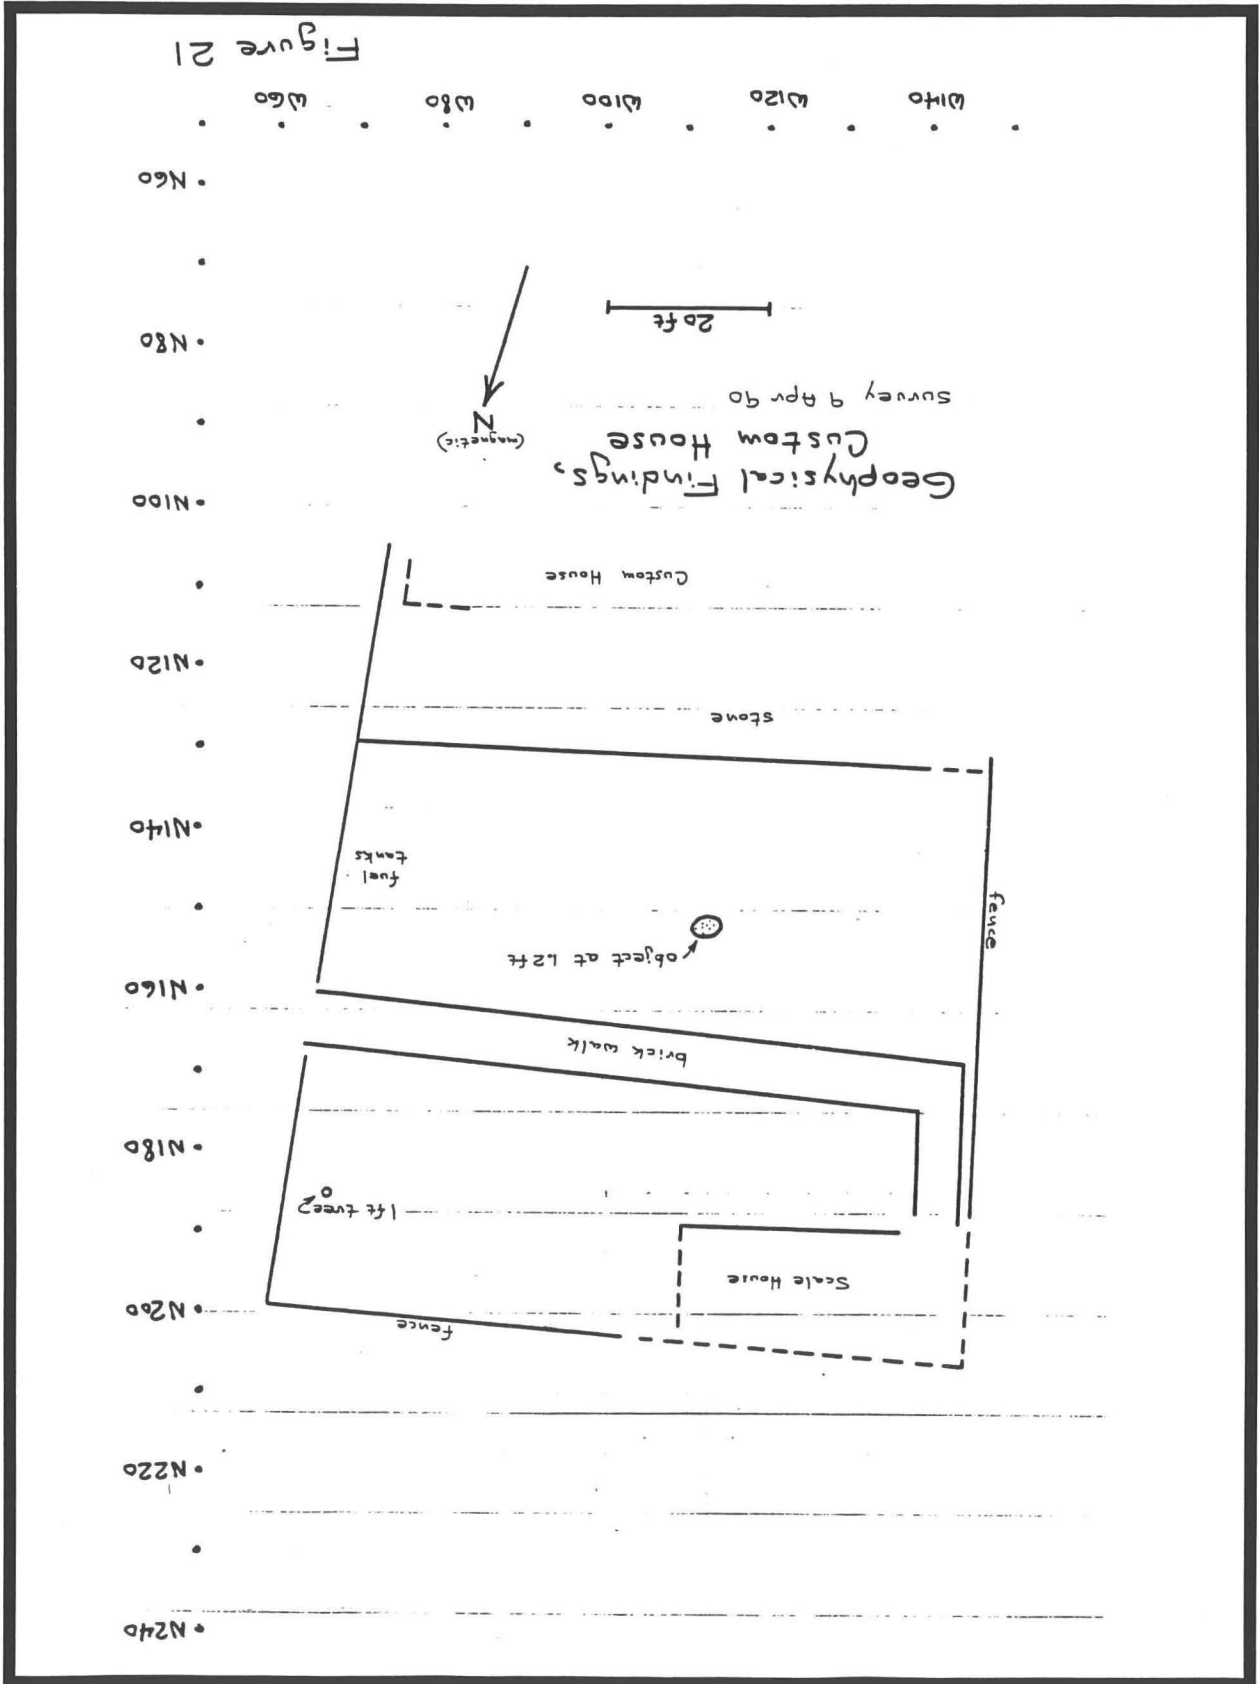 N240
N220
fence
N200
Scale House
1 ft tree
N180
brick walk
N160
object at 1.2 ft
fence
fuel
tanks
N140
stone
N120
Custom House
N100
Geophysical Findings,
Custom House
Survey 9 Apr 90
(magnetic)
N
N80
20 ft
N60
W140 W120 W100 W80 W60
Figure 21